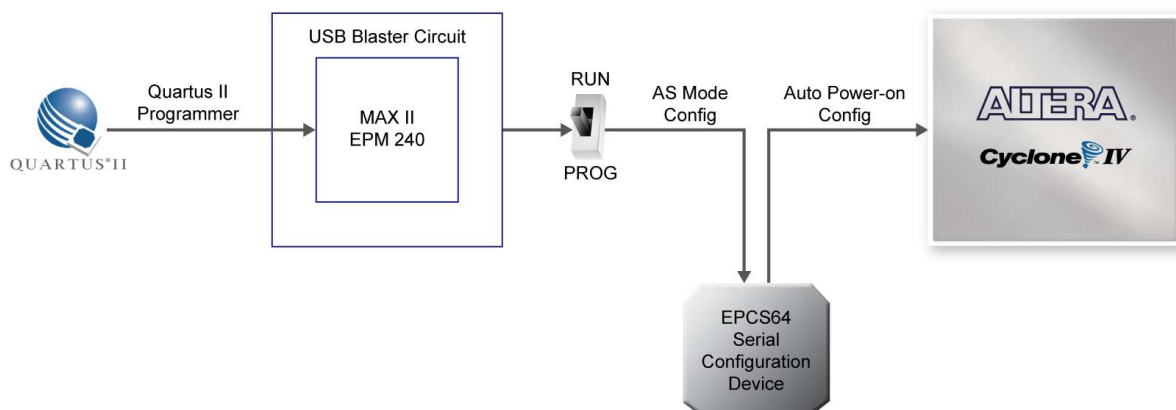 USB Blaster Circuit
Quartus II
Programmer
MAX II
EPM 240
QUARTUS®II
RUN
PROG
AS Mode
Config
Auto Power-on
Config
ALTERA®
Cyclone™ IV
EPCS64
Serial
Configuration
Device